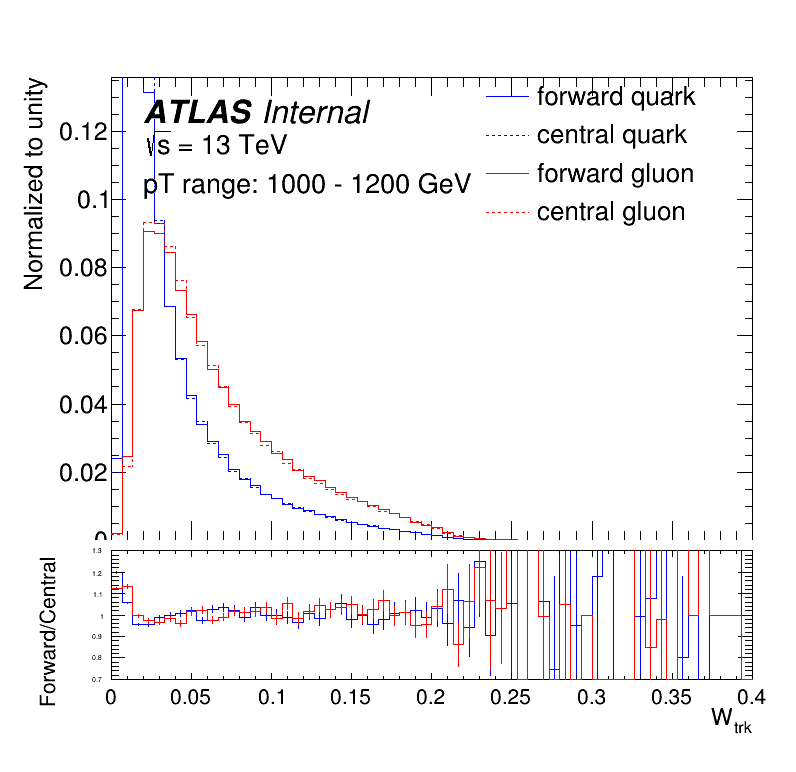 Normalized to unity
ATLAS Internal
√s = 13 TeV
pT range: 1000 - 1200 GeV
forward quark
central quark
forward gluon
central gluon
0.12
0.1
0.08
0.06
0.04
0.02
0
Forward/Central
1.3
1.2
1.1
1
0.9
0.8
0.7
0 0.05 0.1 0.15 0.2 0.25 0.3 0.35 0.4
W_trk